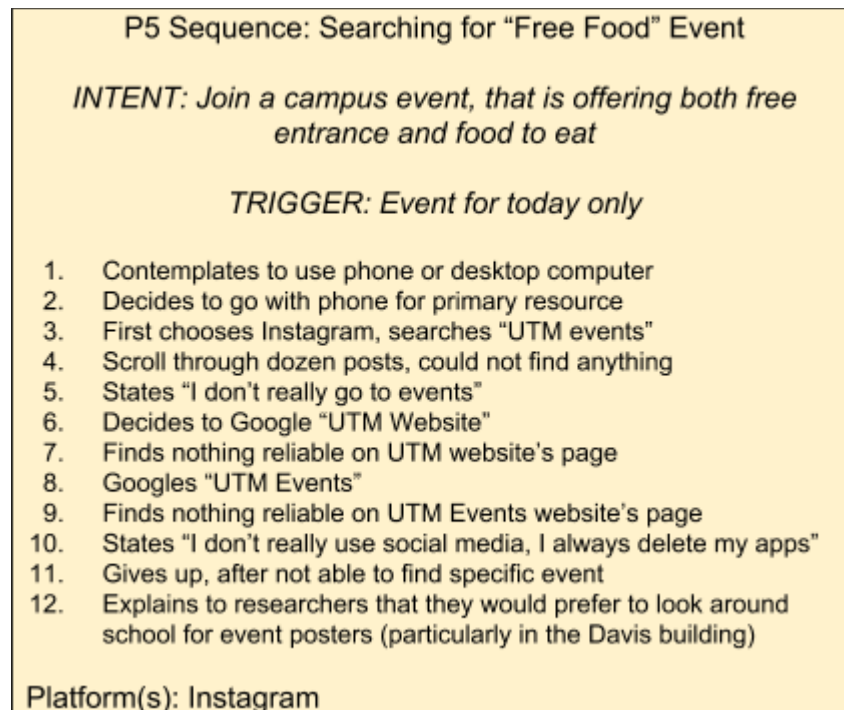 P5 Sequence: Searching for “Free Food” Event
INTENT: Join a campus event, that is offering both free
entrance and food to eat
TRIGGER: Event for today only
1. Contemplates to use phone or desktop computer
2. Decides to go with phone for primary resource
3. First chooses Instagram, searches “UTM events”
4. Scroll through dozen posts, could not find anything
5. States “I don’t really go to events”
6. Decides to Google “UTM Website”
7. Finds nothing reliable on UTM website’s page
8. Googles “UTM Events”
9. Finds nothing reliable on UTM Events website’s page
10. States “I don’t really use social media, I always delete my apps”
11. Gives up, after not able to find specific event
12. Explains to researchers that they would prefer to look around
school for event posters (particularly in the Davis building)
Platform(s): Instagram